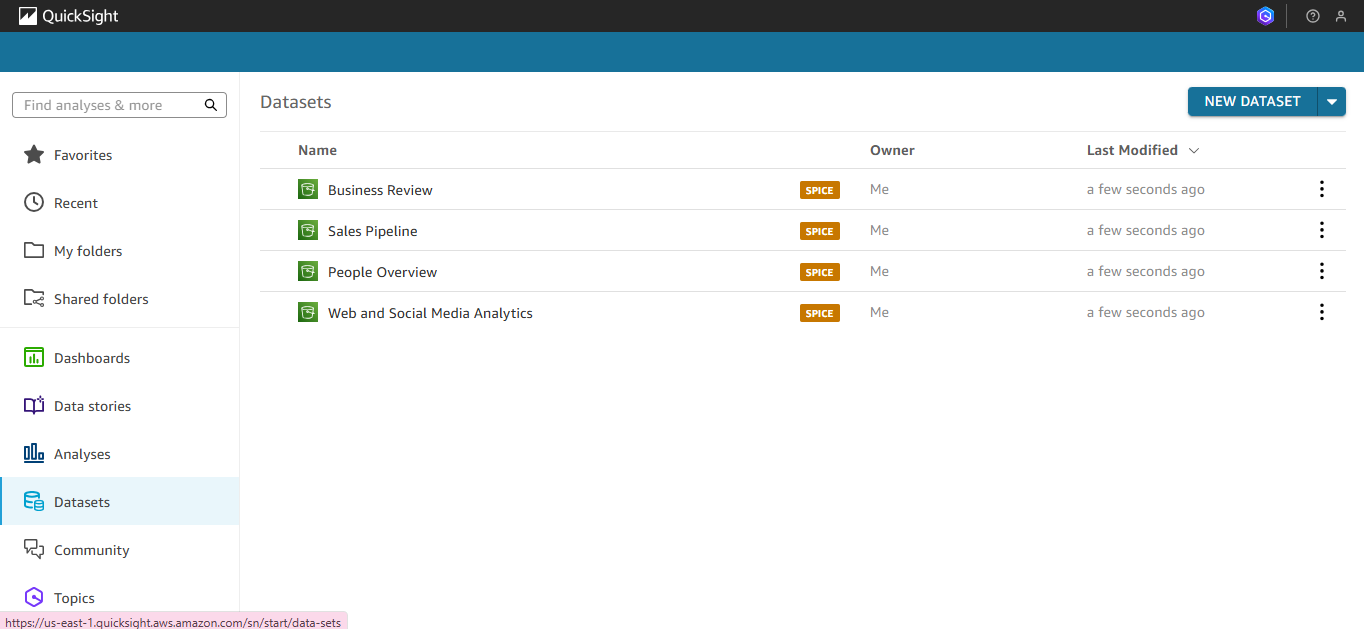 QuickSight
Find analyses & more
Favorites
Recent
My folders
Shared folders
Dashboards
Data stories
Analyses
Datasets
Community
Topics
https://us-east-1.quicksight.aws.amazon.com/sn/start/data-sets
Datasets
NEW DATASET
Name Owner Last Modified
Business Review SPICE Me a few seconds ago
Sales Pipeline SPICE Me a few seconds ago
People Overview SPICE Me a few seconds ago
Web and Social Media Analytics SPICE Me a few seconds ago